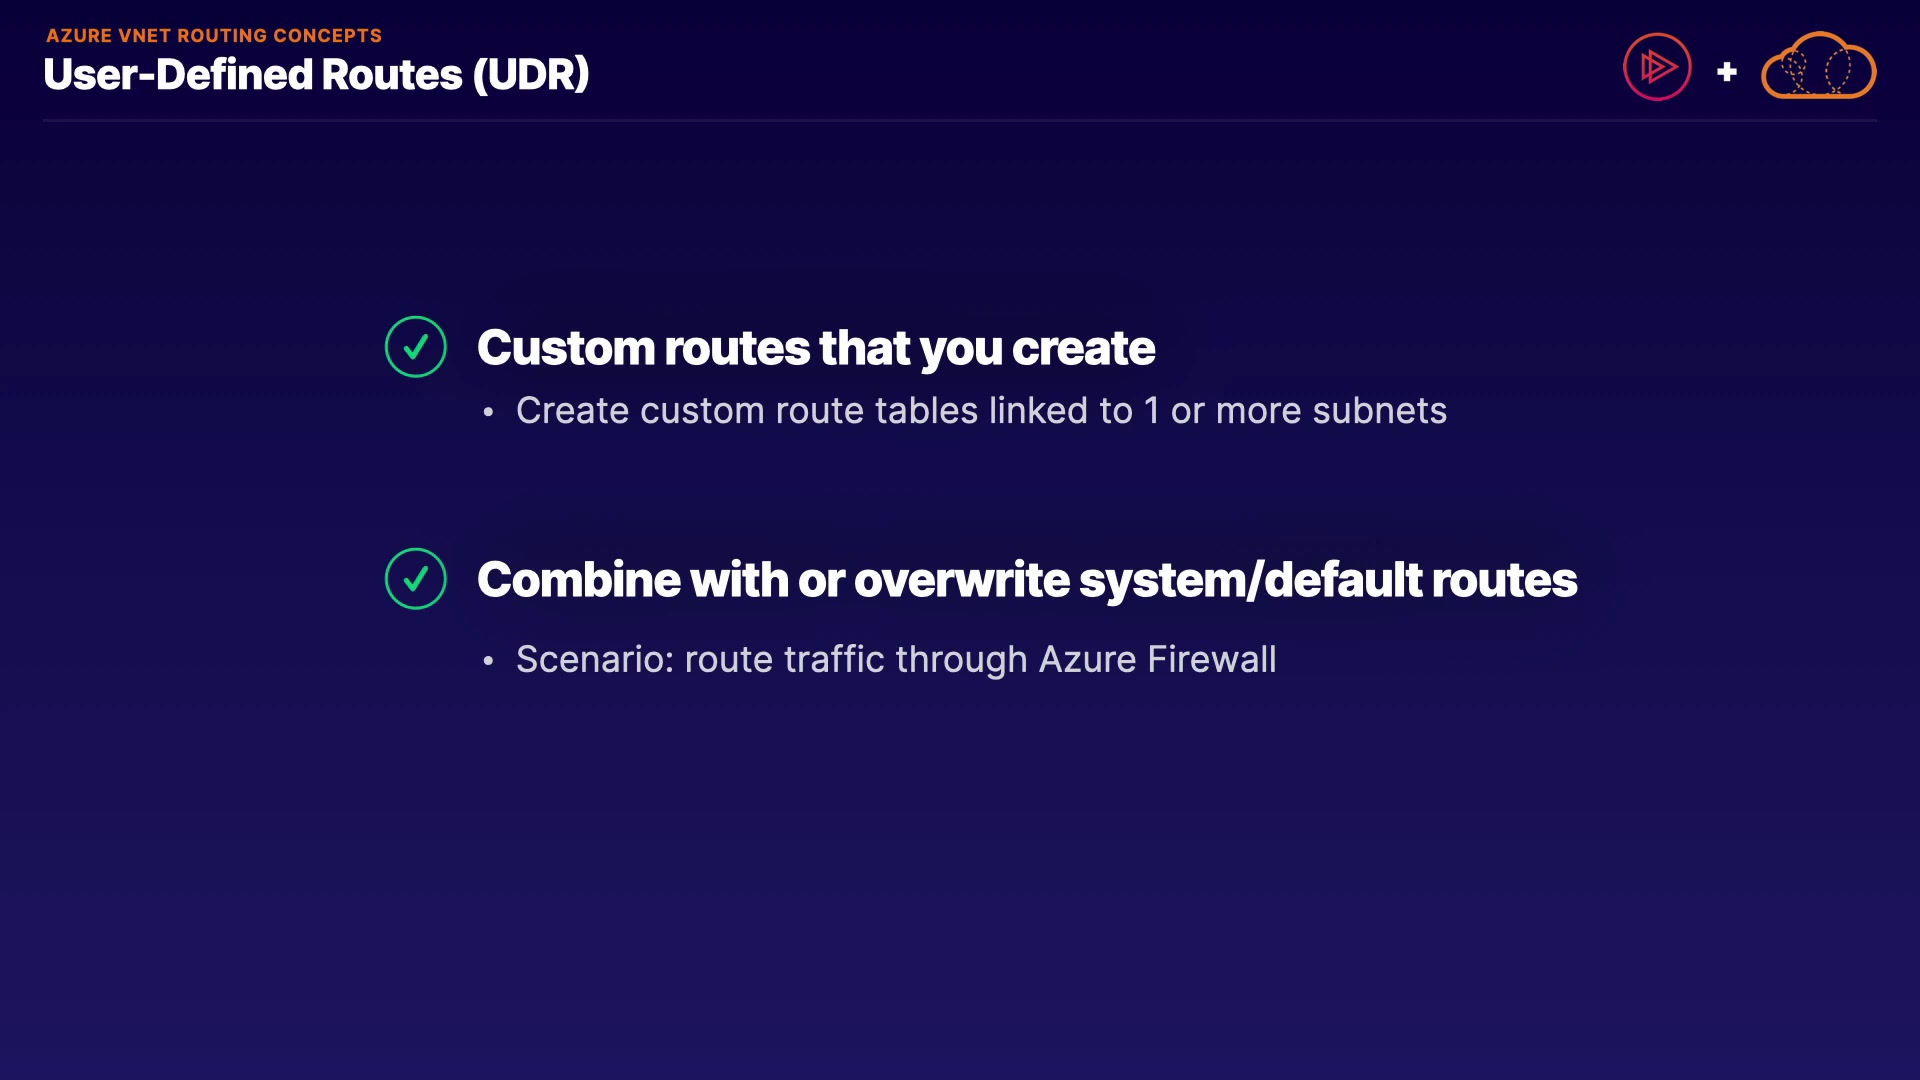 AZURE VNET ROUTING CONCEPTS
User-Defined Routes (UDR)
+
Custom routes that you create
• Create custom route tables linked to 1 or more subnets
Combine with or overwrite system/default routes
• Scenario: route traffic through Azure Firewall